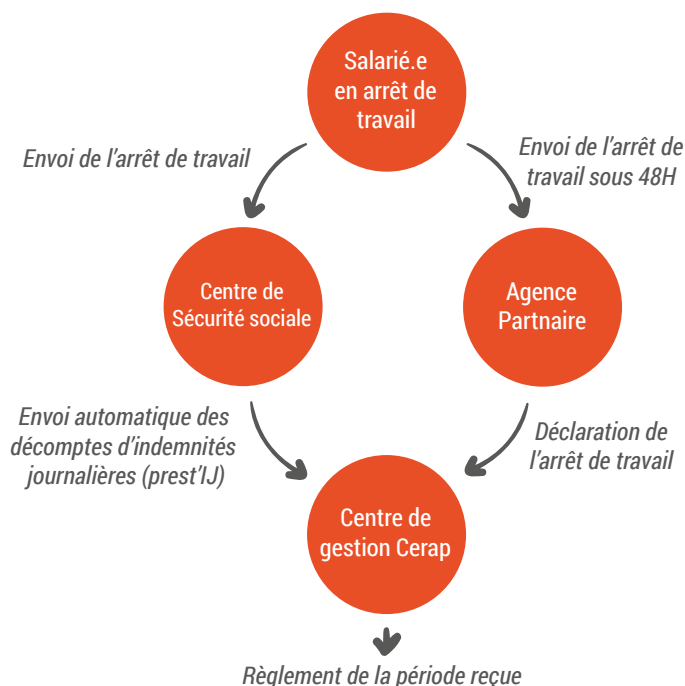 Salarié.e
en arrêt de
travail
Envoi de l'arrêt de travail
Envoi de l'arrêt de
travail sous 48H
Centre de
Sécurité sociale
Agence
Partnaire
Envoi automatique des
décomptes d'indemnités
journalières (prest'IJ)
Déclaration de
l'arrêt de travail
Centre de
gestion Cerap
Règlement de la période reçue